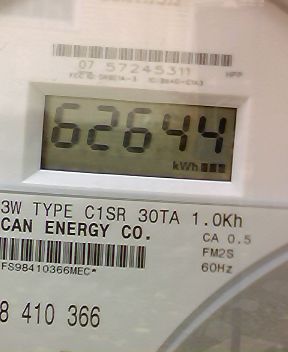 07 57245311
HPP
62644
kWh
3W TYPE C1SR 30TA 1.0Kh
CAN ENERGY CO.
CA 0.5
FM2S
60Hz
FS98410366MEC*
8 410 366